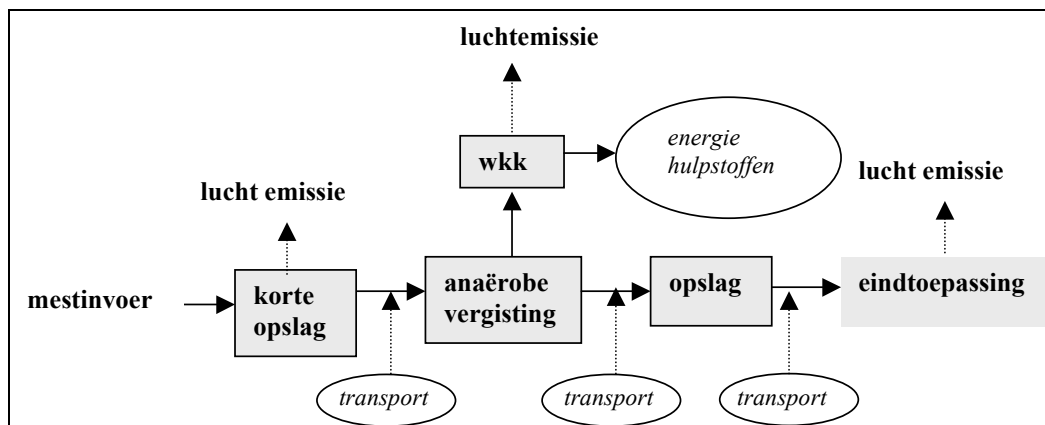 luchtemissie
energie
hulpstoffen
wkk
lucht emissie
lucht emissie
mestinvoer
korte
opslag
anaërobe
vergisting
opslag
eindtoepassing
transport
transport
transport